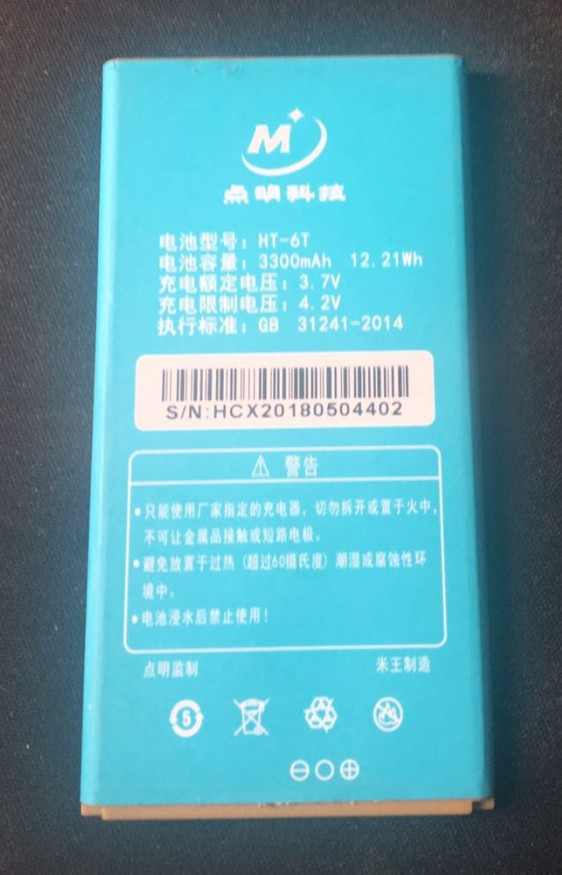 M
点明科技
电池型号：HT-6T
电池容量：3300mAh 12.21Wh
充电额定电压：3.7V
充电限制电压：4.2V
执行标准：GB 31241-2014
S/N:HCX20180504402
警告
●只能使用厂家指定的充电器，切勿拆开或置于火中，
不可让金属品接触或短路电极。
●避免放置于过热（超过60摄氏度）潮湿或腐蚀性环
境中。
●电池浸水后禁止使用！
点明监制 米王制造
5
⊖○⊕